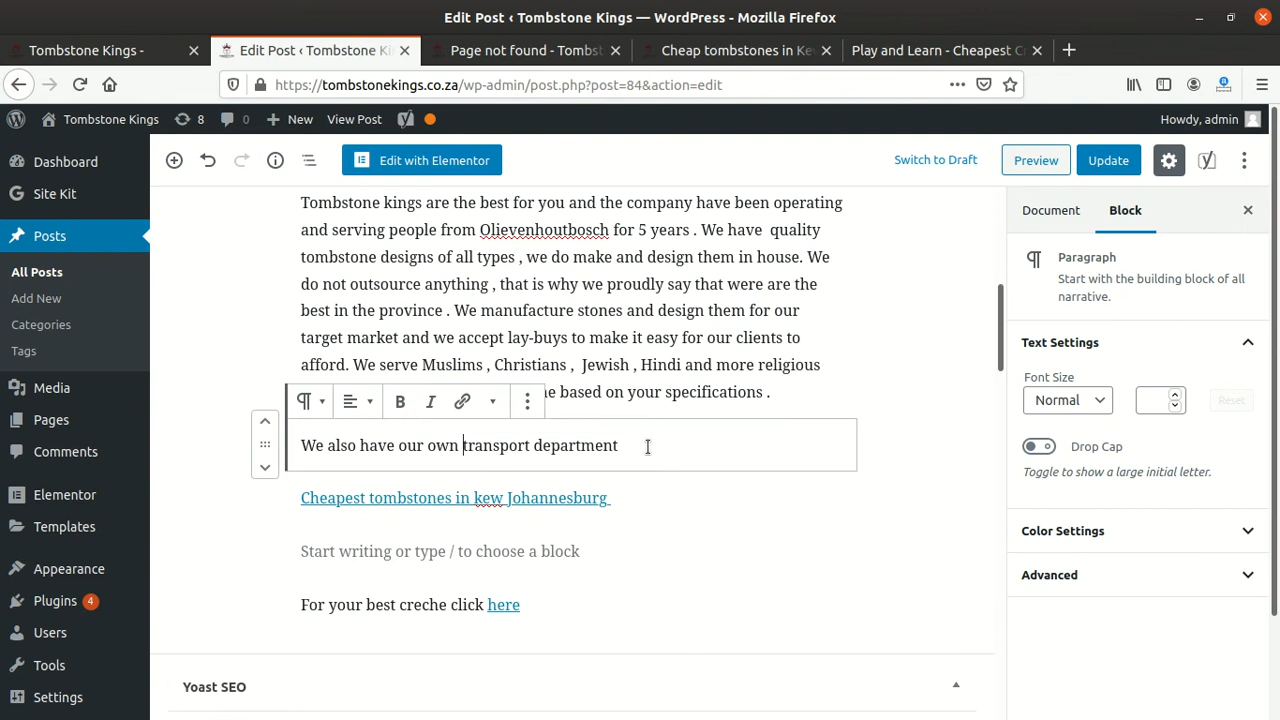 Edit Post ‹ Tombstone Kings — WordPress - Mozilla Firefox
Tombstone Kings -
Edit Post ‹ Tombstone Ki
Page not found - Tombst
Cheap tombstones in Ke
Play and Learn - Cheapest C
https://tombstonekings.co.za/wp-admin/post.php?post=84&action=edit
Tombstone Kings 8 0 New View Post
Howdy, admin
Dashboard
Site Kit
Posts
All Posts
Add New
Categories
Tags
Media
Pages
Comments
Elementor
Templates
Appearance
Plugins 4
Users
Tools
Settings
Edit with Elementor
Switch to Draft
Preview
Update
Tombstone kings are the best for you and the company have been operating
and serving people from Olievenhoutbosch for 5 years . We have  quality
tombstone designs of all types , we do make and design them in house. We
do not outsource anything , that is why we proudly say that were are the
best in the province . We manufacture stones and design them for our
target market and we accept lay-buys to make it easy for our clients to
afford. We serve Muslims , Christians ,  Jewish , Hindi and more religious
based on your specifications .
B I
We also have our own transport department
Cheapest tombstones in kew Johannesburg
Start writing or type / to choose a block
For your best creche click here
Yoast SEO
Document
Block
Paragraph
Start with the building block of all
narrative.
Text Settings
Font Size
Normal
Reset
Drop Cap
Toggle to show a large initial letter.
Color Settings
Advanced